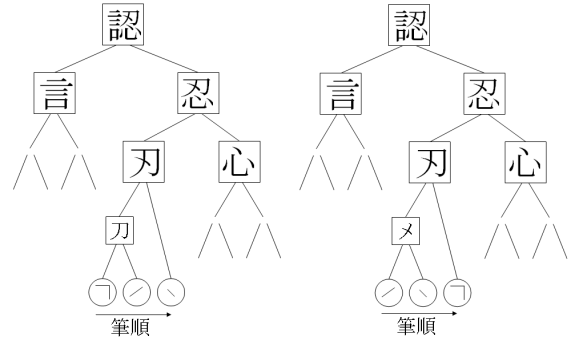 認 認
言 忍 言 忍
刃 心 刃 心
刀 メ
㇕ ㇒ ㇔ ㇒ ㇔ ㇕
筆順 筆順